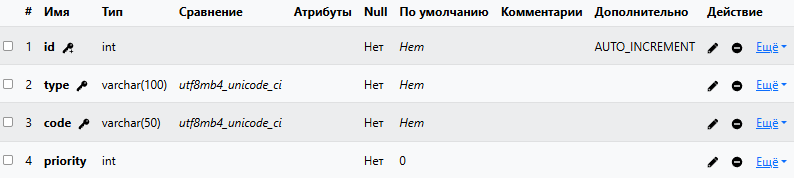 # Имя Тип Сравнение Атрибуты Null По умолчанию Комментарии Дополнительно Действие
1 id int Нет Нет AUTO_INCREMENT Ещё
2 type varchar(100) utf8mb4_unicode_ci Нет Нет Ещё
3 code varchar(50) utf8mb4_unicode_ci Нет Нет Ещё
4 priority int Нет 0 Ещё